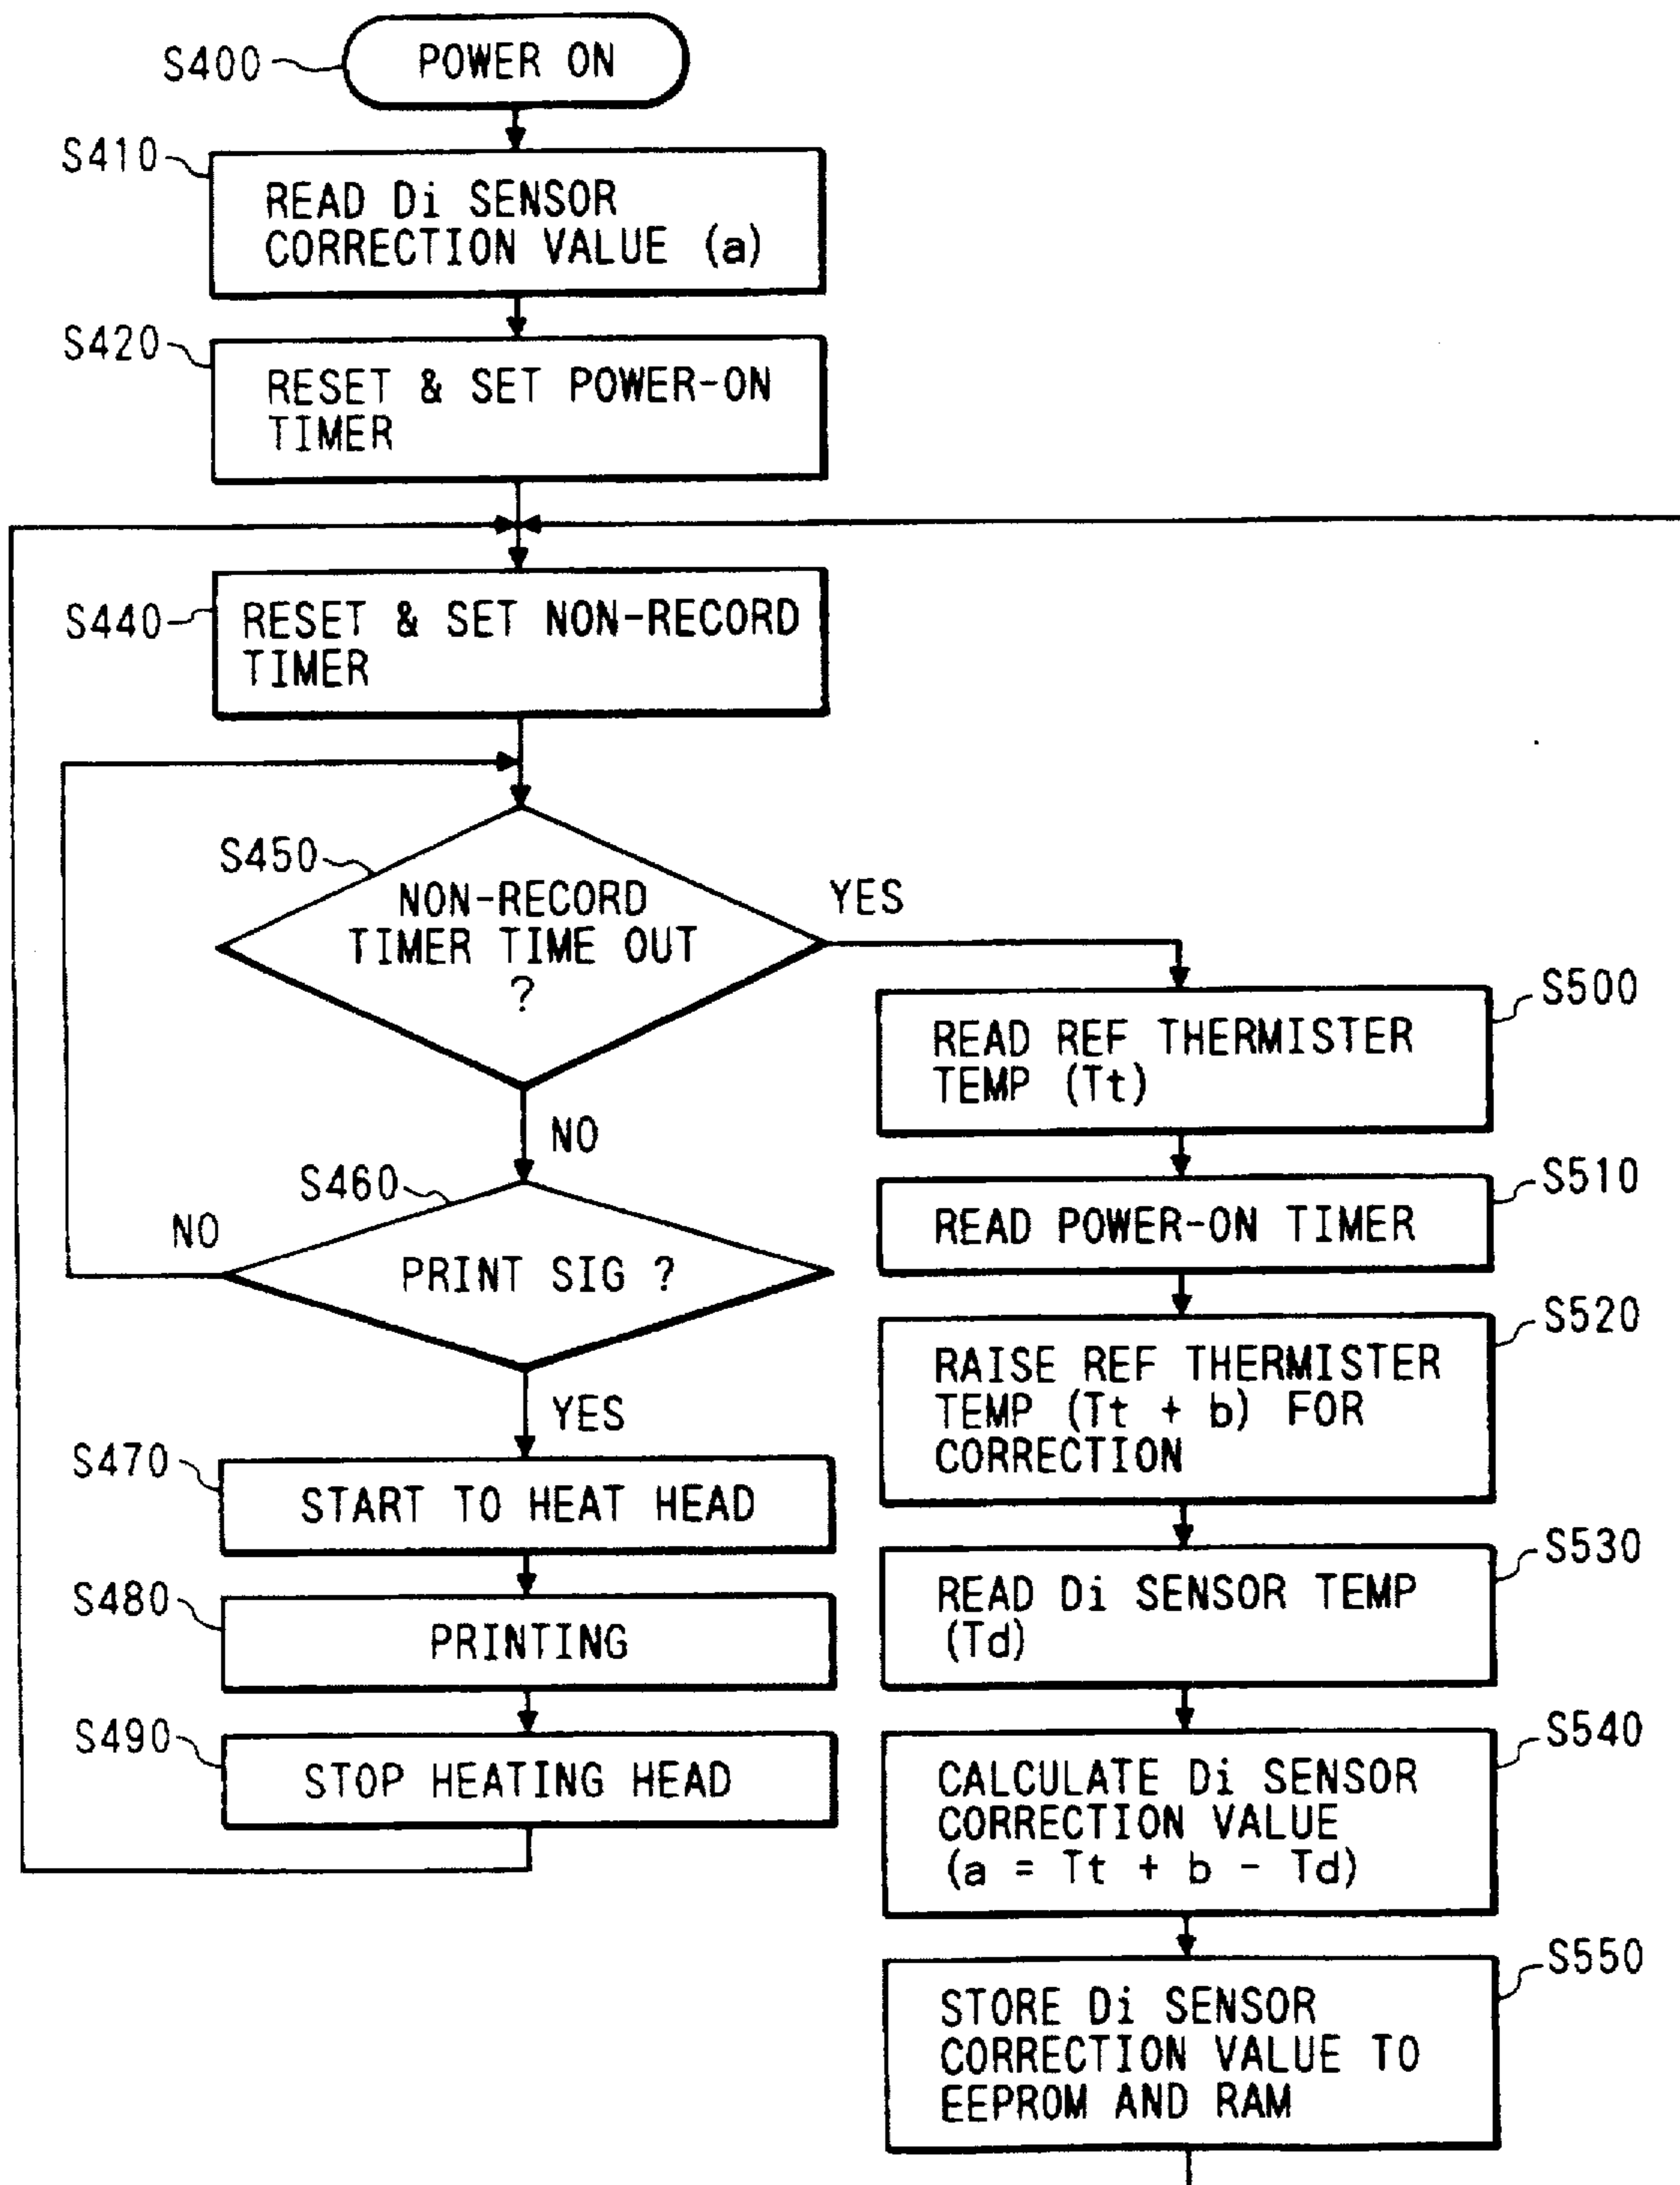 S400
POWER ON
S410
READ Di SENSOR
CORRECTION VALUE (a)
S420
RESET & SET POWER-ON
TIMER
S440
RESET & SET NON-RECORD
TIMER
S450
NON-RECORD
TIMER TIME OUT
?
YES
NO
S460
PRINT SIG ?
NO
YES
S470
START TO HEAT HEAD
S480
PRINTING
S490
STOP HEATING HEAD
S500
READ REF THERMISTER
TEMP (Tt)
S510
READ POWER-ON TIMER
S520
RAISE REF THERMISTER
TEMP (Tt + b) FOR
CORRECTION
S530
READ Di SENSOR TEMP
(Td)
S540
CALCULATE Di SENSOR
CORRECTION VALUE
(a = Tt + b - Td)
S550
STORE Di SENSOR
CORRECTION VALUE TO
EEPROM AND RAM